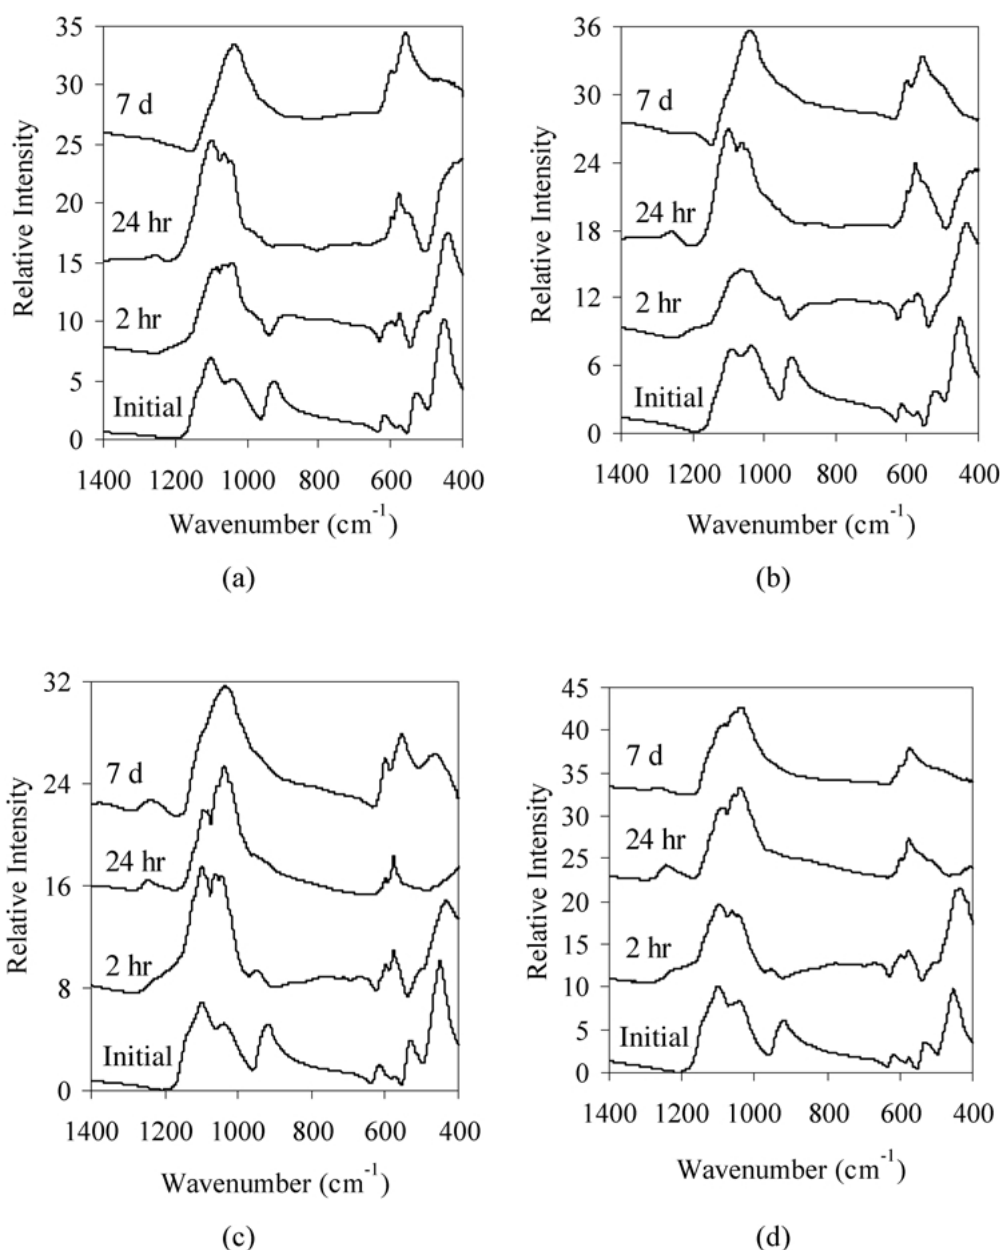 35
30
25
20
15
10
5
0
Relative Intensity
7 d
24 hr
2 hr
Initial
1400 1200 1000 800 600 400
Wavenumber (cm⁻¹)
(a)
36
30
24
18
12
6
0
Relative Intensity
7 d
24 hr
2 hr
Initial
1400 1200 1000 800 600 400
Wavenumber (cm⁻¹)
(b)
32
24
16
8
0
Relative Intensity
7 d
24 hr
2 hr
Initial
1400 1200 1000 800 600 400
Wavenumber (cm⁻¹)
(c)
45
40
35
30
25
20
15
10
5
0
Relative Intensity
7 d
24 hr
2 hr
Initial
1400 1200 1000 800 600 400
Wavenumber (cm⁻¹)
(d)